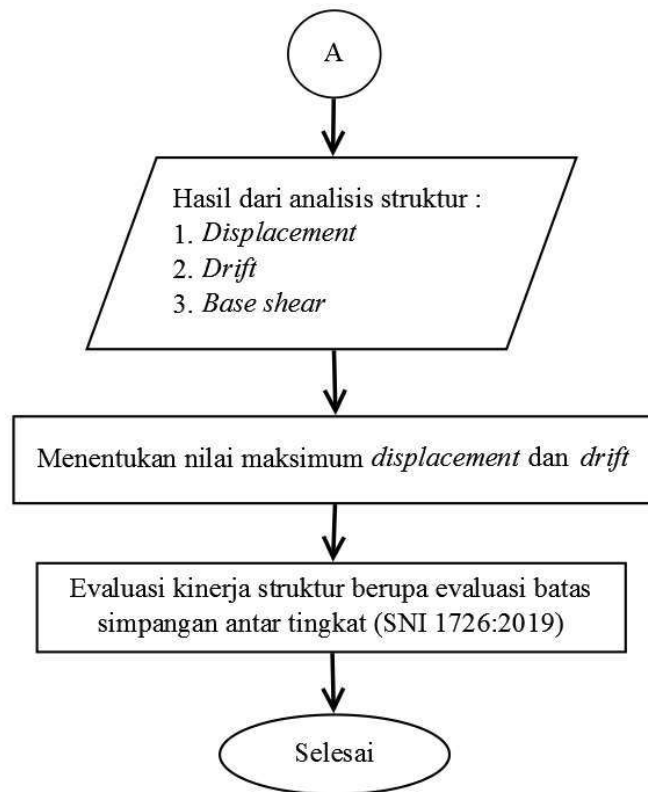 A
Hasil dari analisis struktur :
1. Displacement
2. Drift
3. Base shear
Menentukan nilai maksimum displacement dan drift
Evaluasi kinerja struktur berupa evaluasi batas
simpangan antar tingkat (SNI 1726:2019)
Selesai